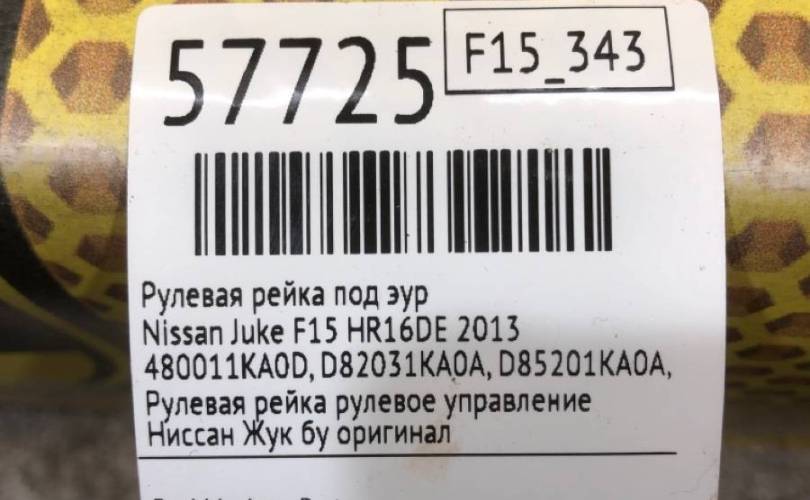 57725
F15_343
Рулевая рейка под эур
Nissan Juke F15 HR16DE 2013
480011KA0D, D82031KA0A, D85201KA0A,
Рулевая рейка рулевое управление
Ниссан Жук бу оригинал